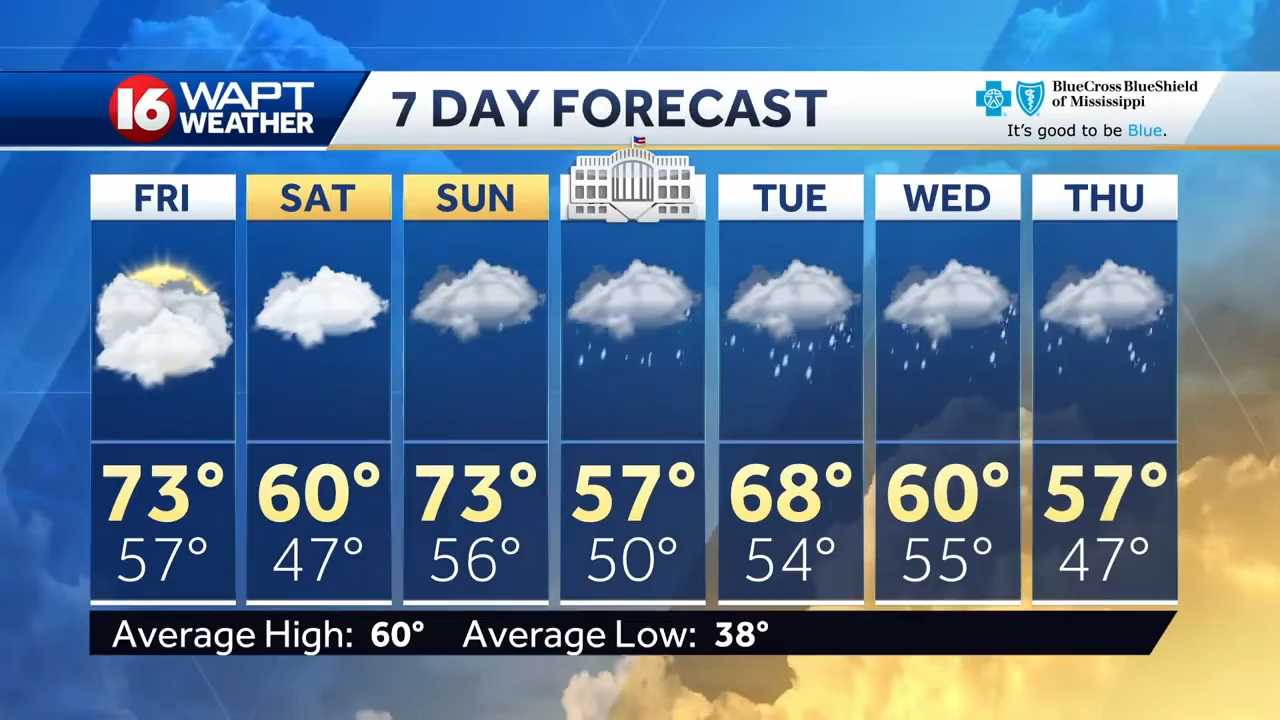 16 WAPT WEATHER
7 DAY FORECAST
BlueCross BlueShield
of Mississippi
It's good to be Blue.
FRI SAT SUN TUE WED THU
73° 60° 73° 57° 68° 60° 57°
57° 47° 56° 50° 54° 55° 47°
Average High: 60° Average Low: 38°